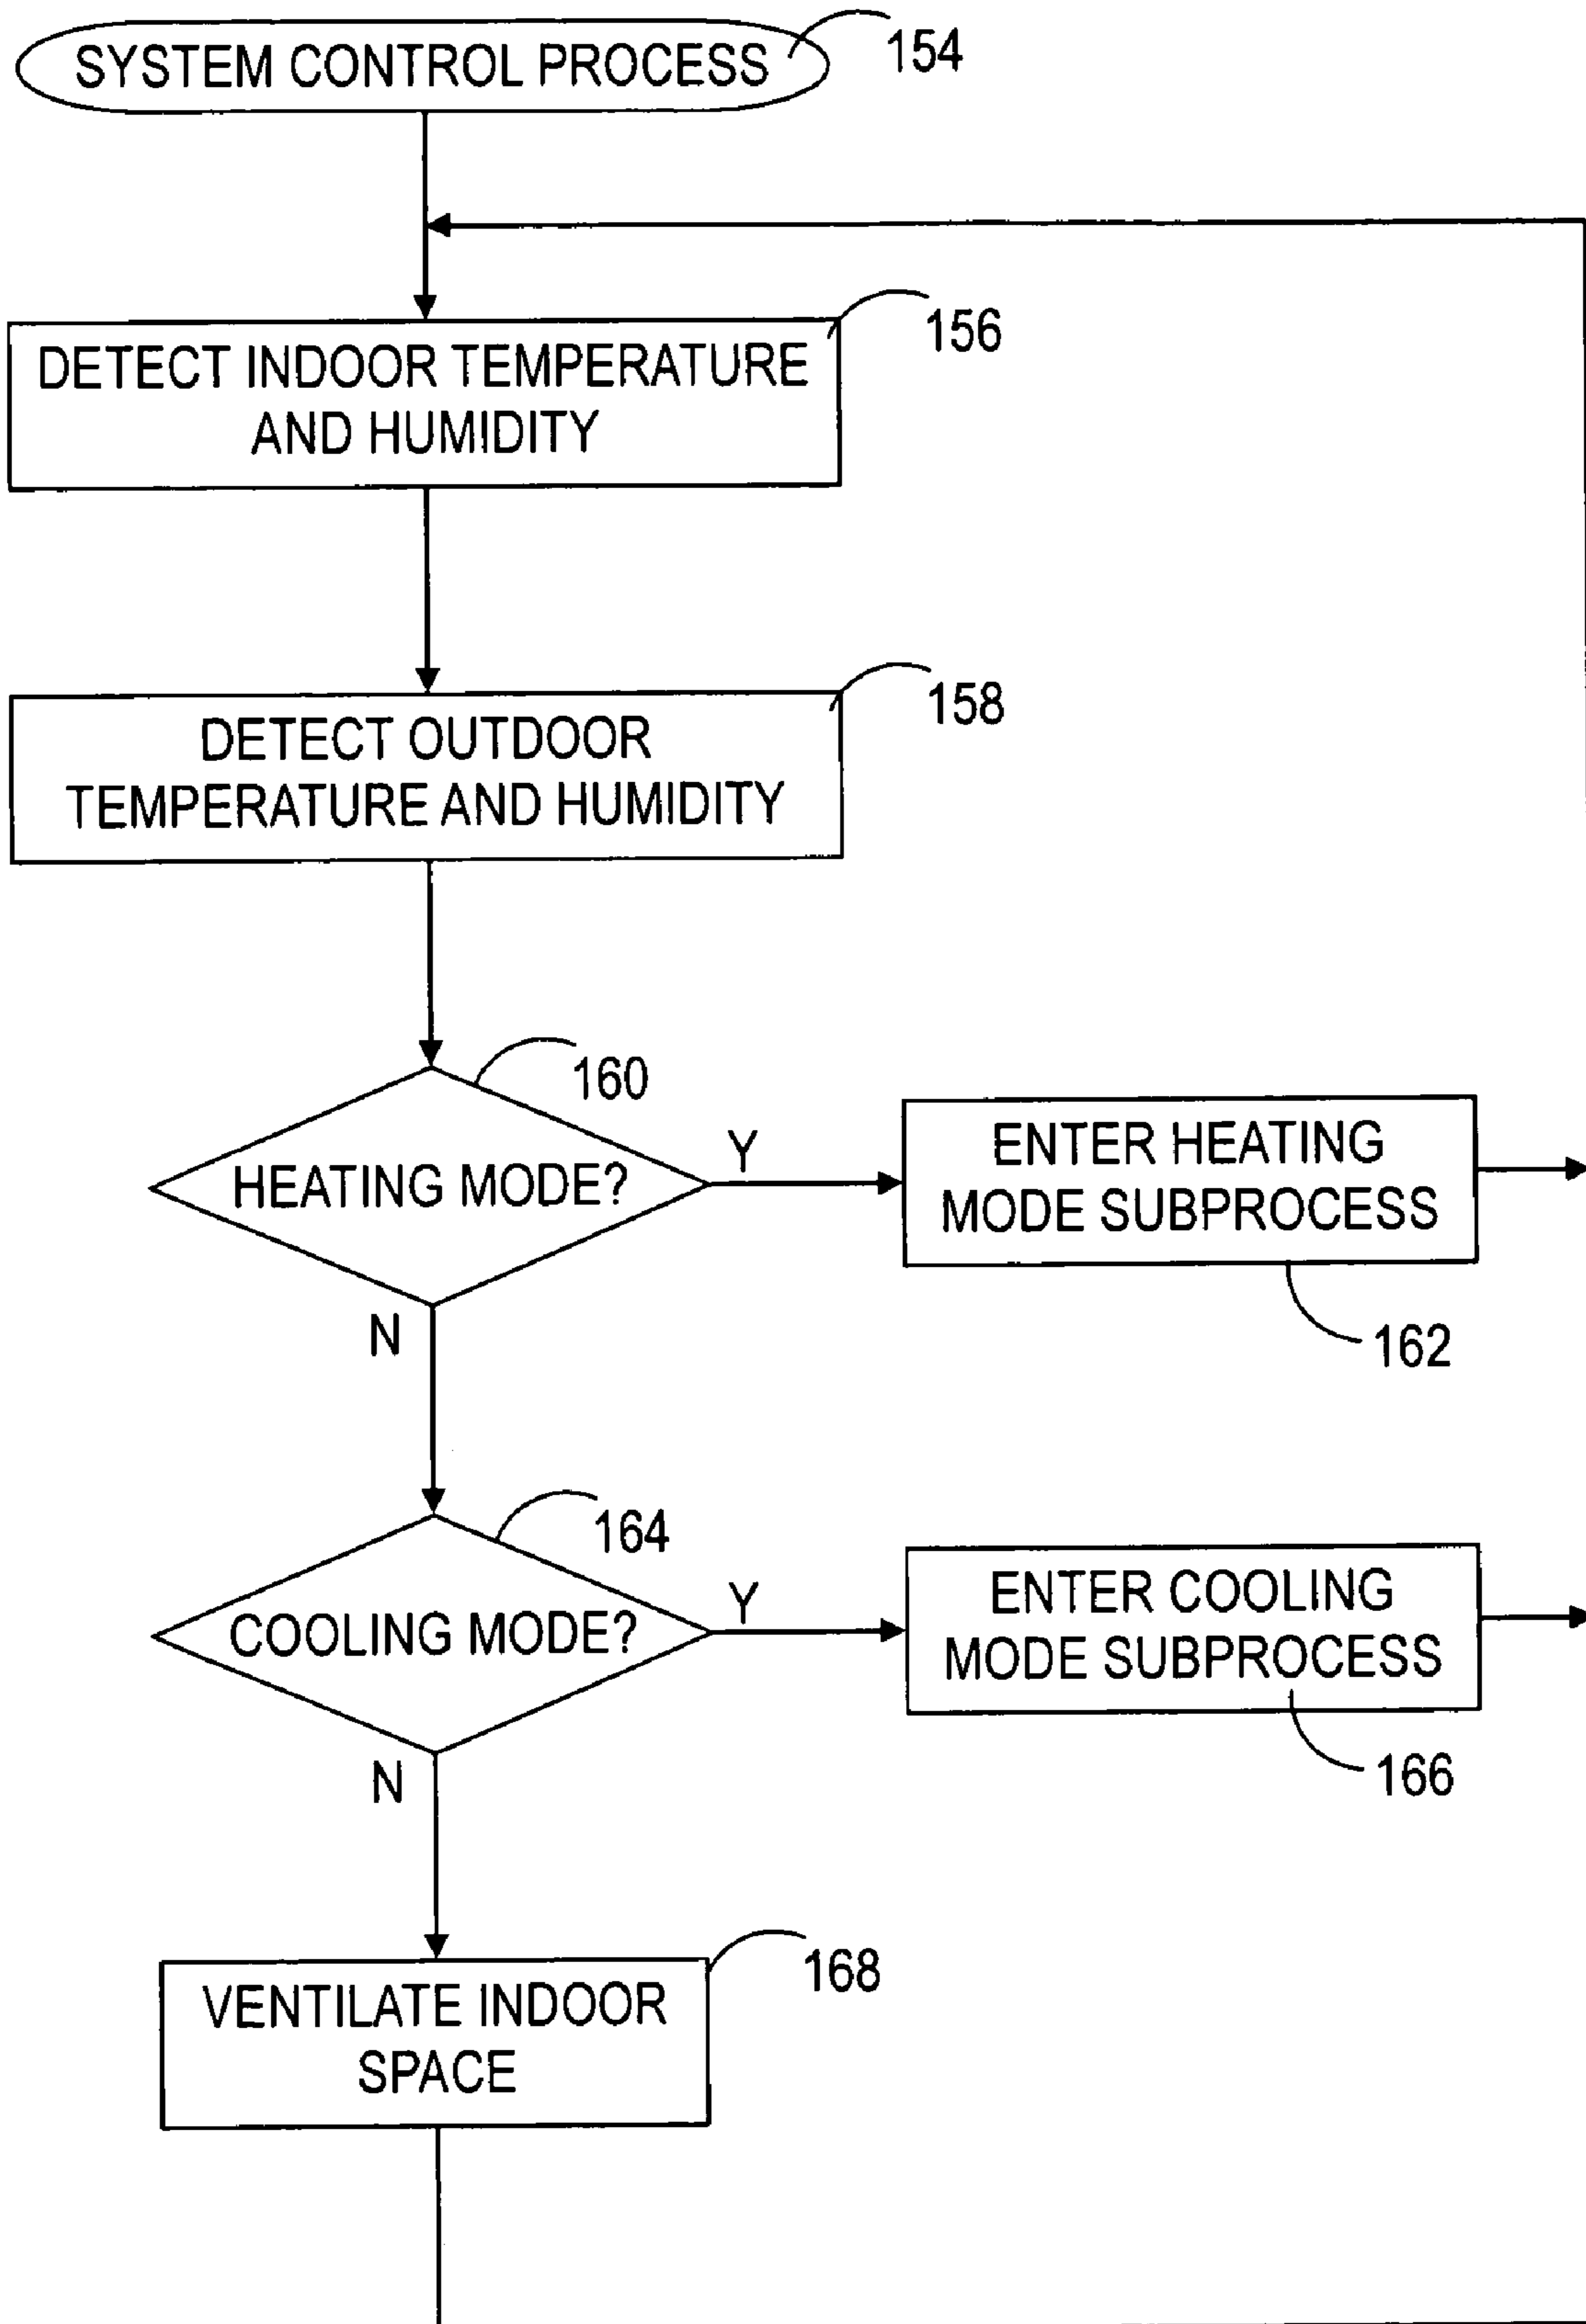 SYSTEM CONTROL PROCESS
154
156
DETECT INDOOR TEMPERATURE
AND HUMIDITY
158
DETECT OUTDOOR
TEMPERATURE AND HUMIDITY
160
HEATING MODE?
Y
ENTER HEATING
MODE SUBPROCESS
162
N
164
COOLING MODE?
Y
ENTER COOLING
MODE SUBPROCESS
166
N
168
VENTILATE INDOOR
SPACE